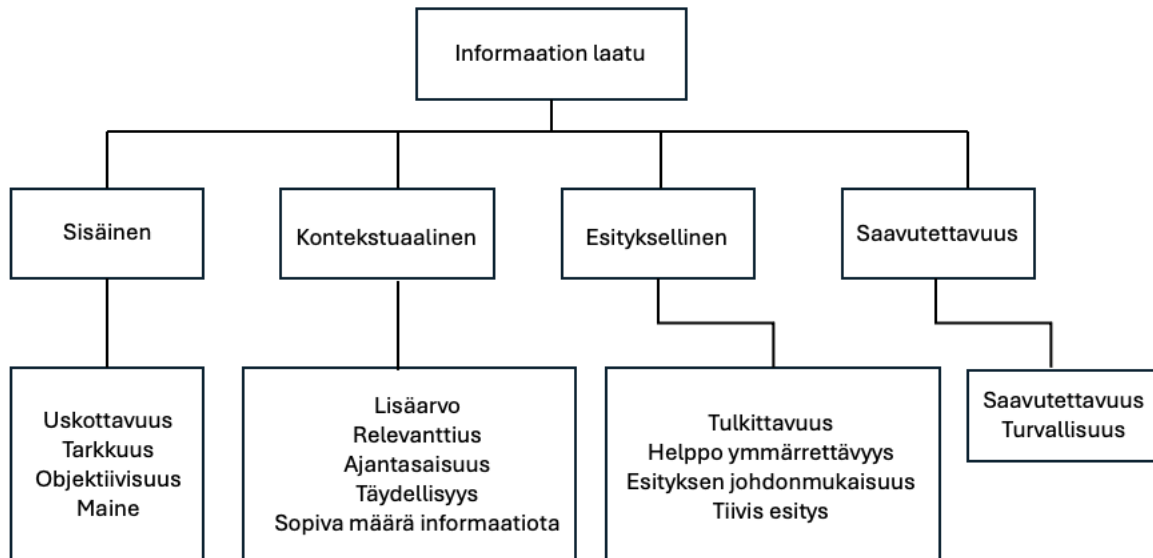 Informaation laatu
Sisäinen
Kontekstuaalinen
Esityksellinen
Saavutettavuus
Uskottavuus
Tarkkuus
Objektiivisuus
Maine
Lisäarvo
Relevanttius
Ajantasaisuus
Täydellisyys
Sopiva määrä informaatiota
Tulkittavuus
Helppo ymmärrettävyys
Esityksen johdonmukaisuus
Tiivis esitys
Saavutettavuus
Turvallisuus